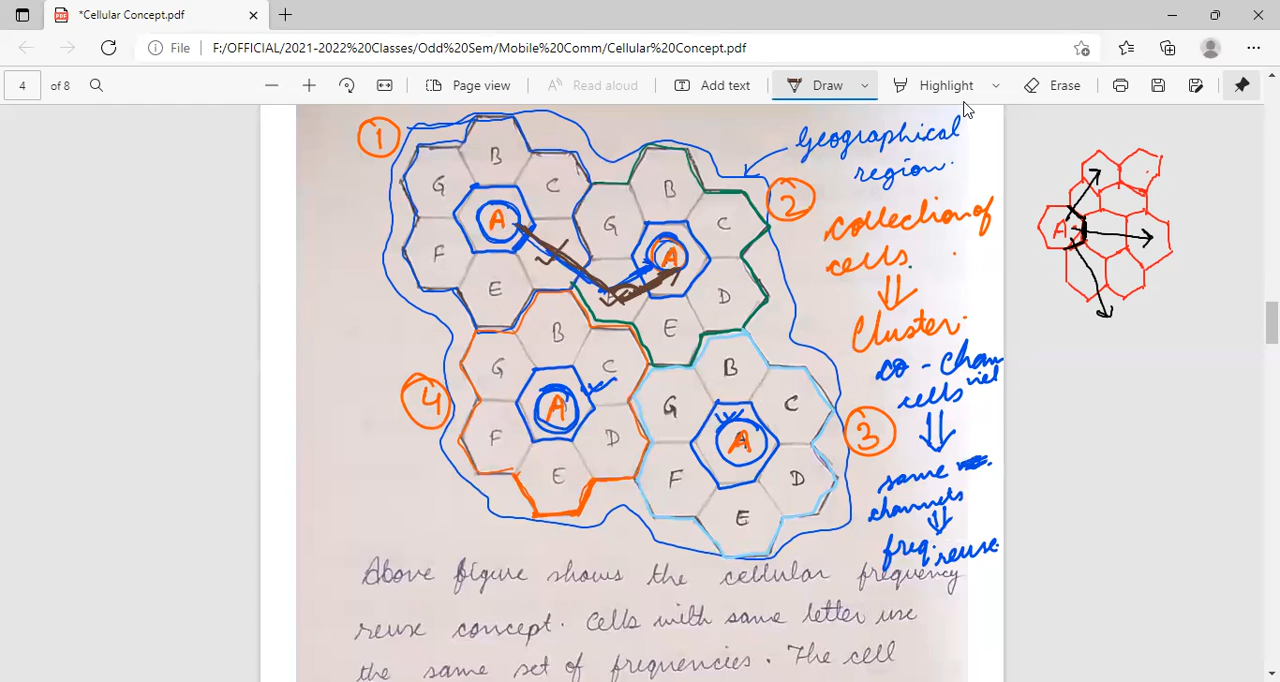 *Cellular Concept.pdf
File F:/OFFICIAL/2021-2022%20Classes/Odd%20Sem/Mobile%20Comm/Cellular%20Concept.pdf
4 of 8 Page view Read aloud Add text Draw Highlight Erase
1
B
G C
A
F
E
B
G C
A
D
E
2
B
G C
A
F D
E
4
B
G C
A
F D
E
3
Geographical
region.
collection of
cells.
⇓
Cluster.
co-chan
nel
cells
⇓
same
channels
⇓
freq. reuse.
A
Above figure shows the cellular frequency
reuse concept. Cells with same letter use
the same set of frequencies. The cell